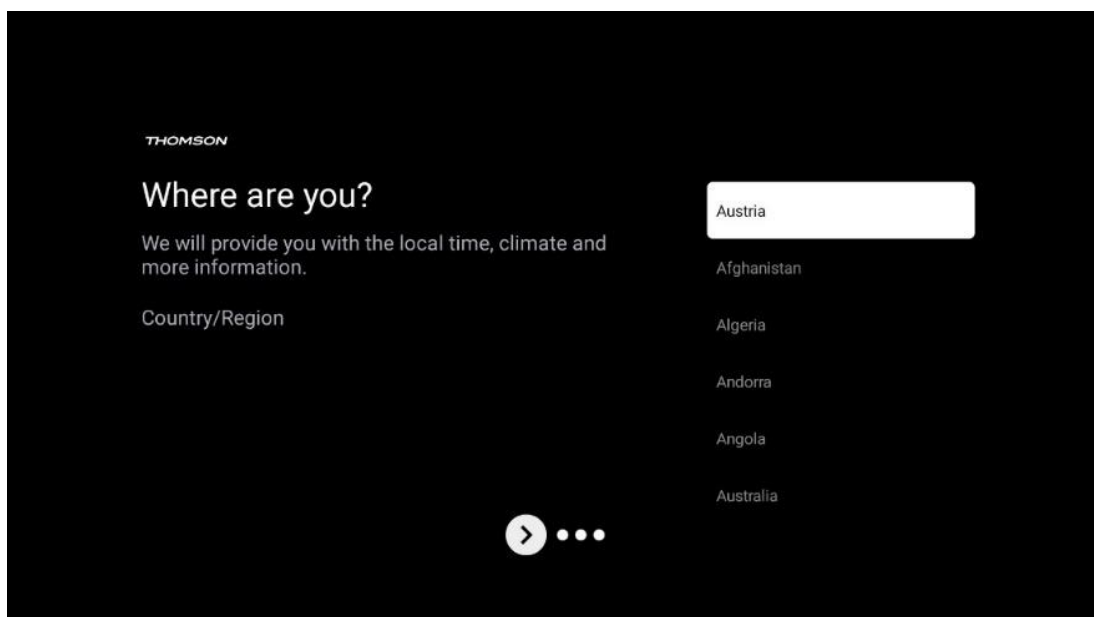 THOMSON
Where are you?
We will provide you with the local time, climate and
more information.
Country/Region
Austria
Afghanistan
Algeria
Andorra
Angola
Australia